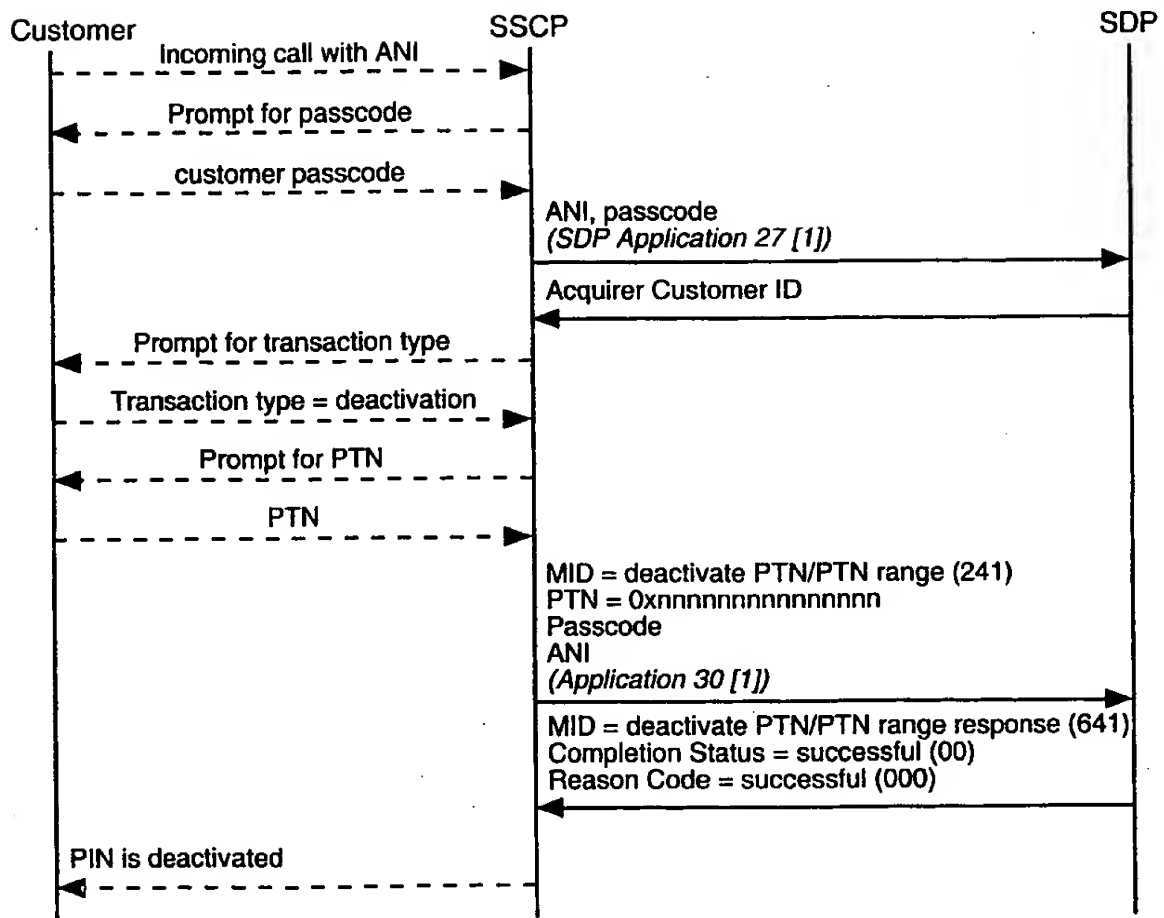 Customer SSCP SDP
Incoming call with ANI
Prompt for passcode
customer passcode
ANI, passcode
(SDP Application 27 [1])
Acquirer Customer ID
Prompt for transaction type
Transaction type = deactivation
Prompt for PTN
PTN
MID = deactivate PTN/PTN range (241)
PTN = 0xnnnnnnnnnnnnnnnn
Passcode
ANI
(Application 30 [1])
MID = deactivate PTN/PTN range response (641)
Completion Status = successful (00)
Reason Code = successful (000)
PIN is deactivated